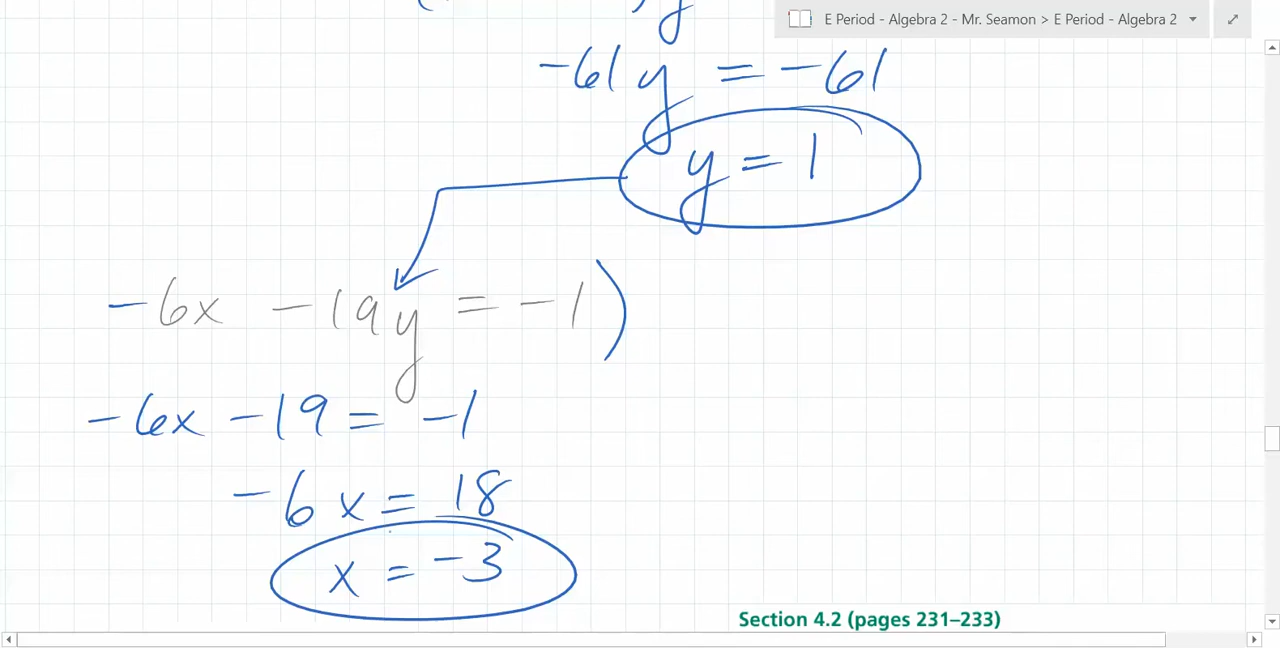 E Period - Algebra 2 - Mr. Seamon > E Period - Algebra 2
-61y = -61
y = 1
-6x - 19y = -1)
-6x - 19 = -1
-6x = 18
x = -3
Section 4.2 (pages 231–233)